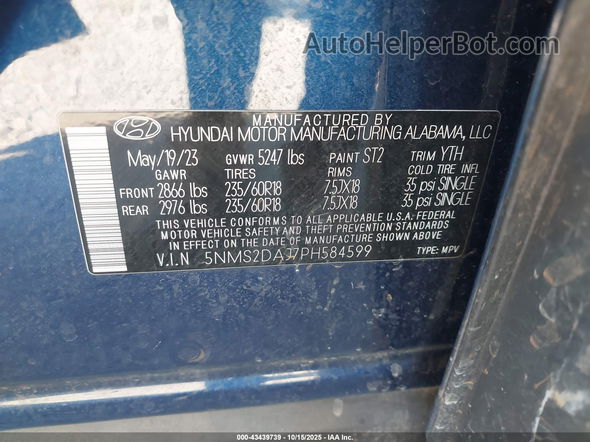 AutoHelperBot.com
MANUFACTURED BY
HYUNDAI MOTOR MANUFACTURING ALABAMA, LLC
May/19/23 GVWR 5247 lbs PAINT ST2 TRIM YTH
GAWR TIRES RIMS COLD TIRE INFL
FRONT 2866 lbs 235/60R18 7.5JX18 35 psi SINGLE
REAR 2976 lbs 235/60R18 7.5JX18 35 psi SINGLE
THIS VEHICLE CONFORMS TO ALL APPLICABLE U.S.A. FEDERAL
MOTOR VEHICLE SAFETY AND THEFT PREVENTION STANDARDS
IN EFFECT ON THE DATE OF MANUFACTURE SHOWN ABOVE.
V.I.N 5NMS2DAJ7PH584599 TYPE: MPV
000-43439739 - 10/15/2025 - IAA Inc.